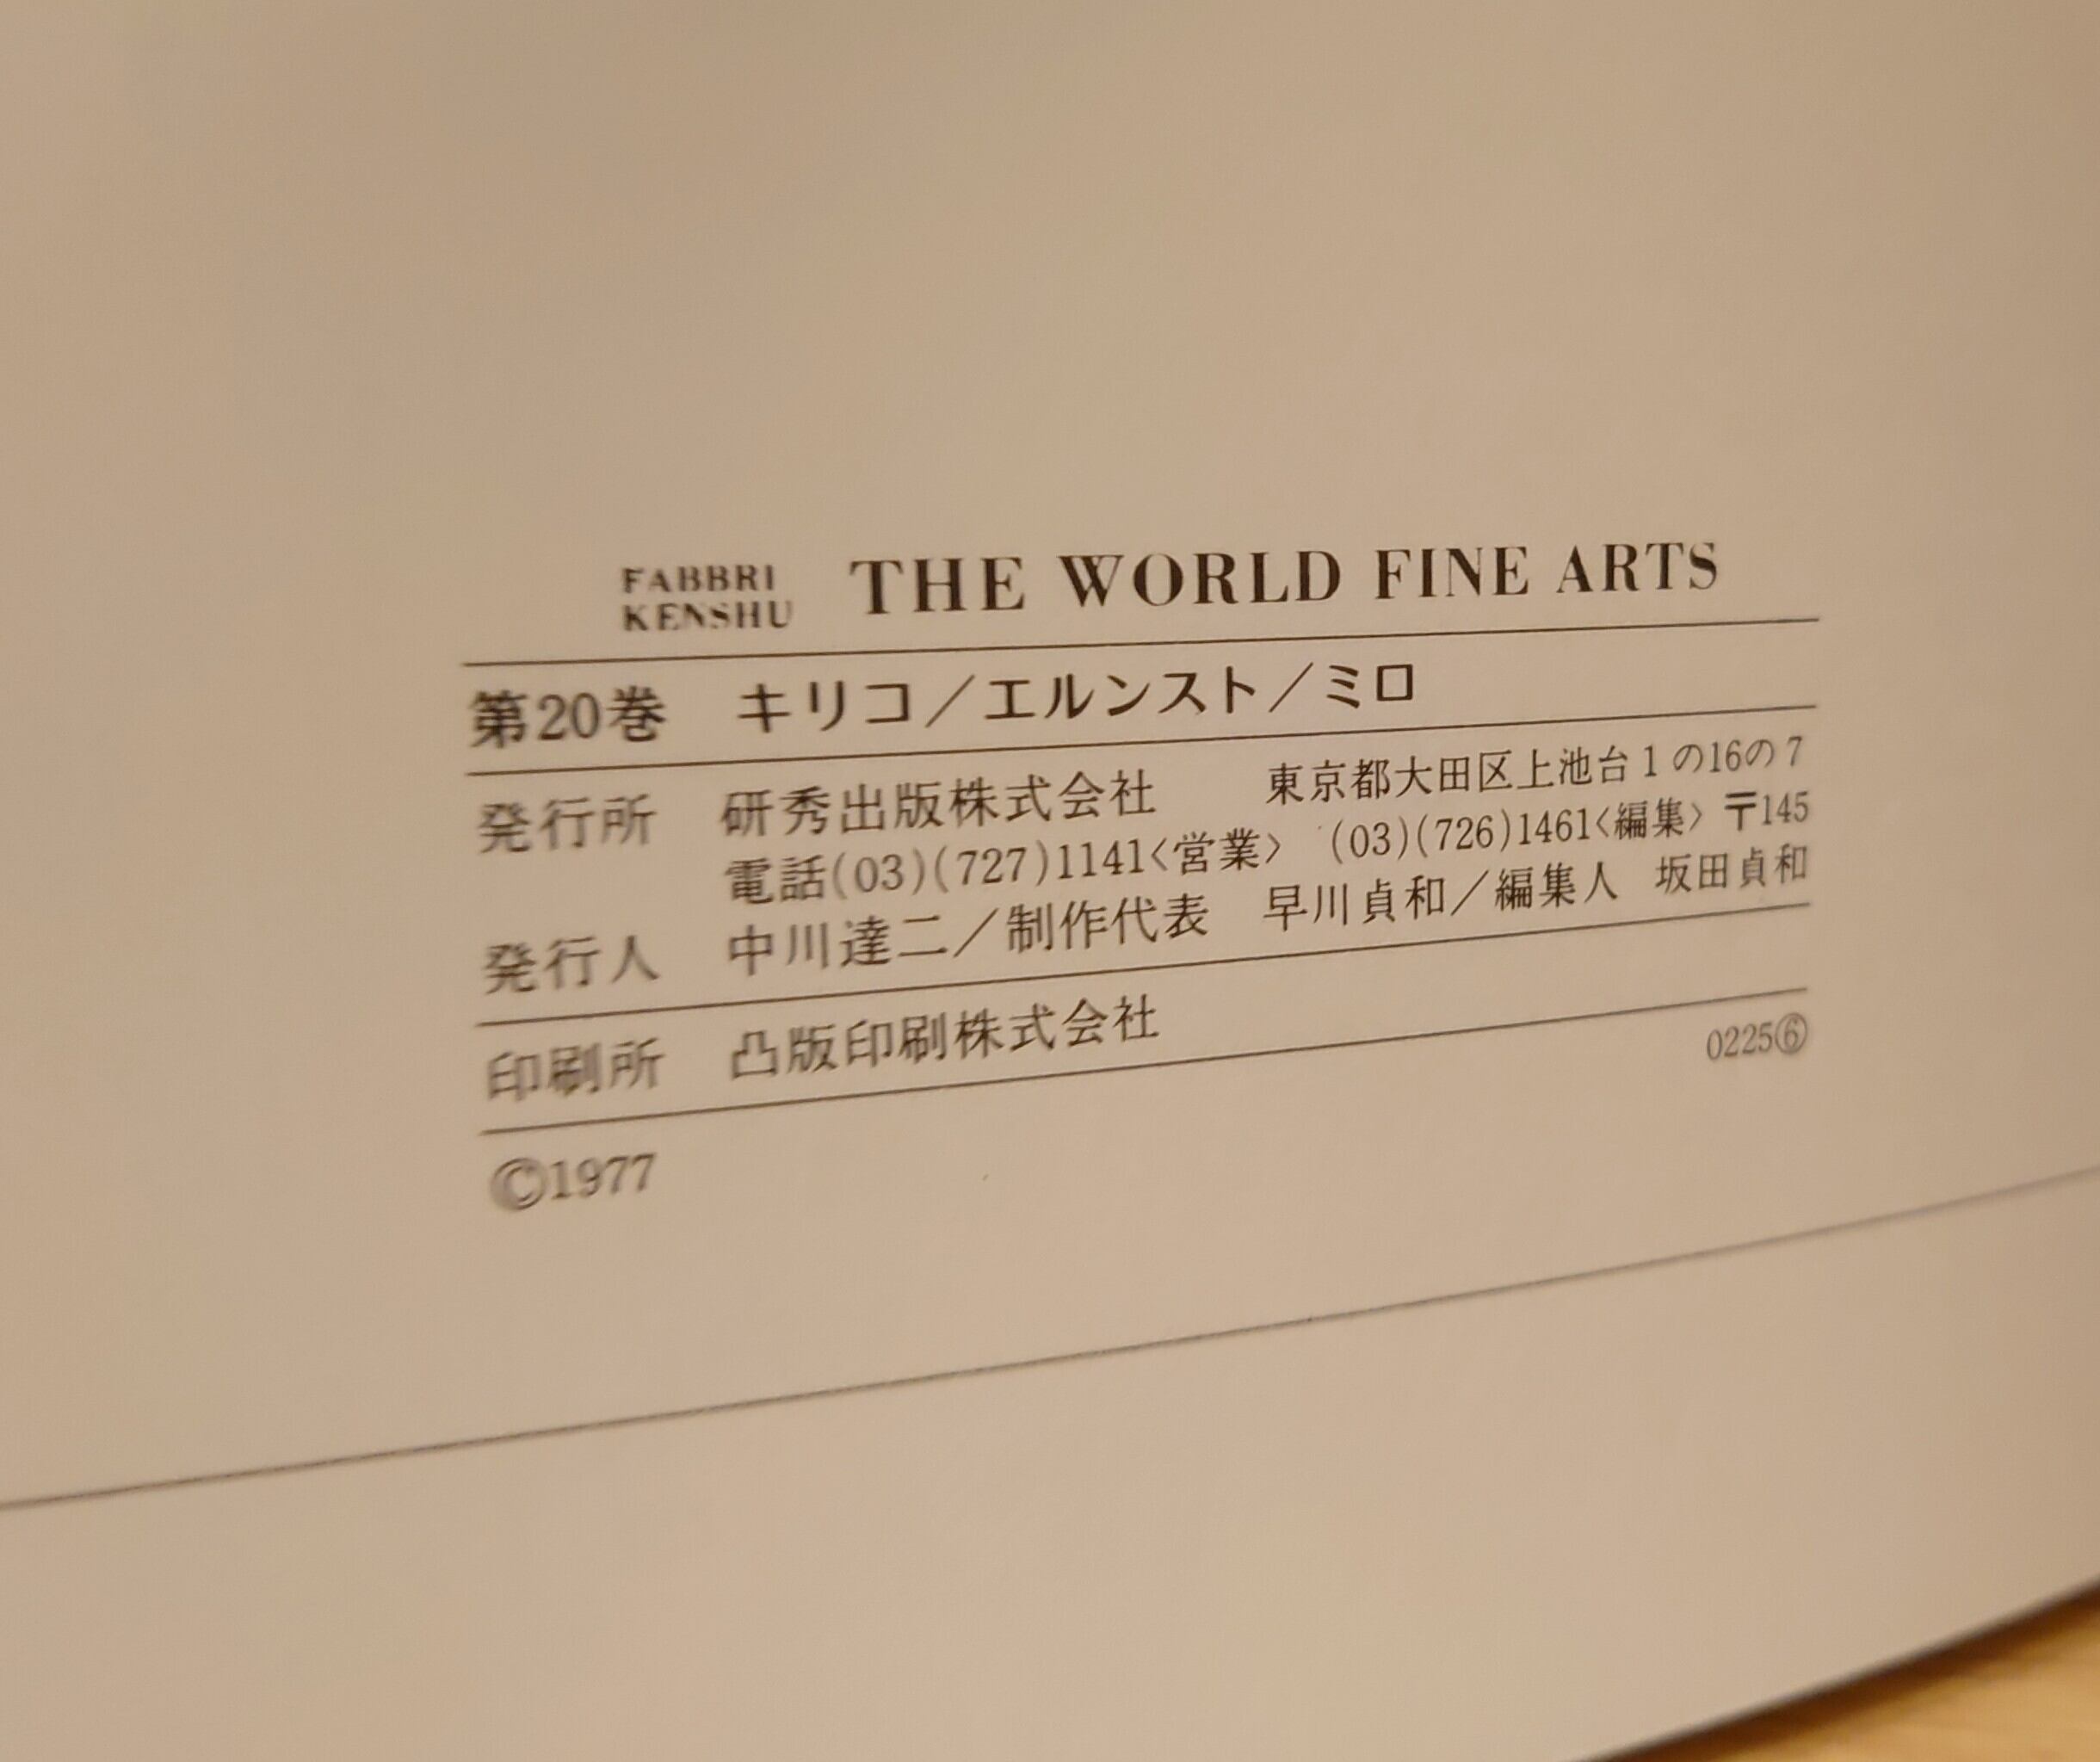 FABBRI
KENSHU
THE WORLD FINE ARTS
第20巻 キリコ／エルンスト／ミロ
発行所 研秀出版株式会社 東京都大田区上池台1の16の7
電話(03)(727)1141〈営業〉 (03)(726)1461〈編集〉 〒145
発行人 中川達二／制作代表 早川貞和／編集人 坂田貞和
印刷所 凸版印刷株式会社
0225⑥
©1977